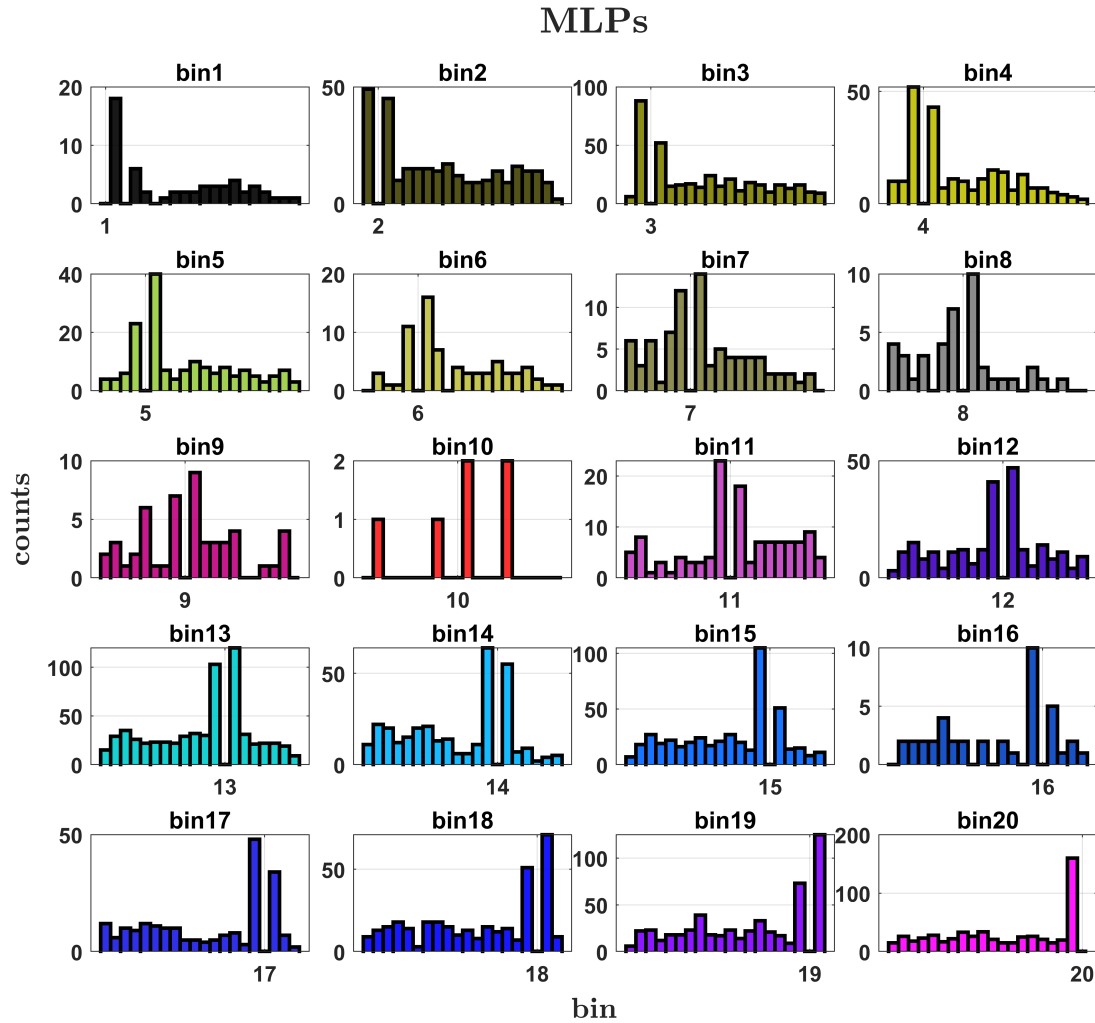 MLPs
bin1 bin2 bin3 bin4
20 50 100 50
10 50
0 0 0 0
1 2 3 4
bin5 bin6 bin7 bin8
40 20 10
20 10 10 5
5
0 0 0 0
5 6 7 8
bin9 bin10 bin11 bin12
10 2 20 50
5 1 10
0 0 0 0
9 10 11 12
bin13 bin14 bin15 bin16
100 50 100 10
50 50 5
0 0 0 0
13 14 15 16
bin17 bin18 bin19 bin20
50 50 100 200
50 100
0 0 0 0
17 18 19 20
counts
bin